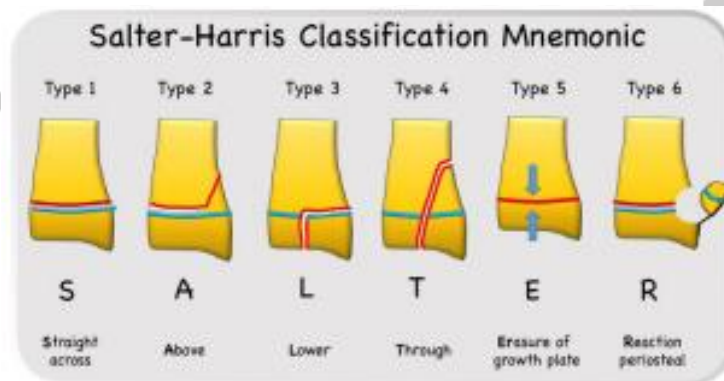 Salter-Harris Classification Mnemonic
Type 1 Type 2 Type 3 Type 4 Type 5 Type 6
S A L T E R
Straight across
Above
Lower
Through
Erasure of growth plate
Reaction periosteal